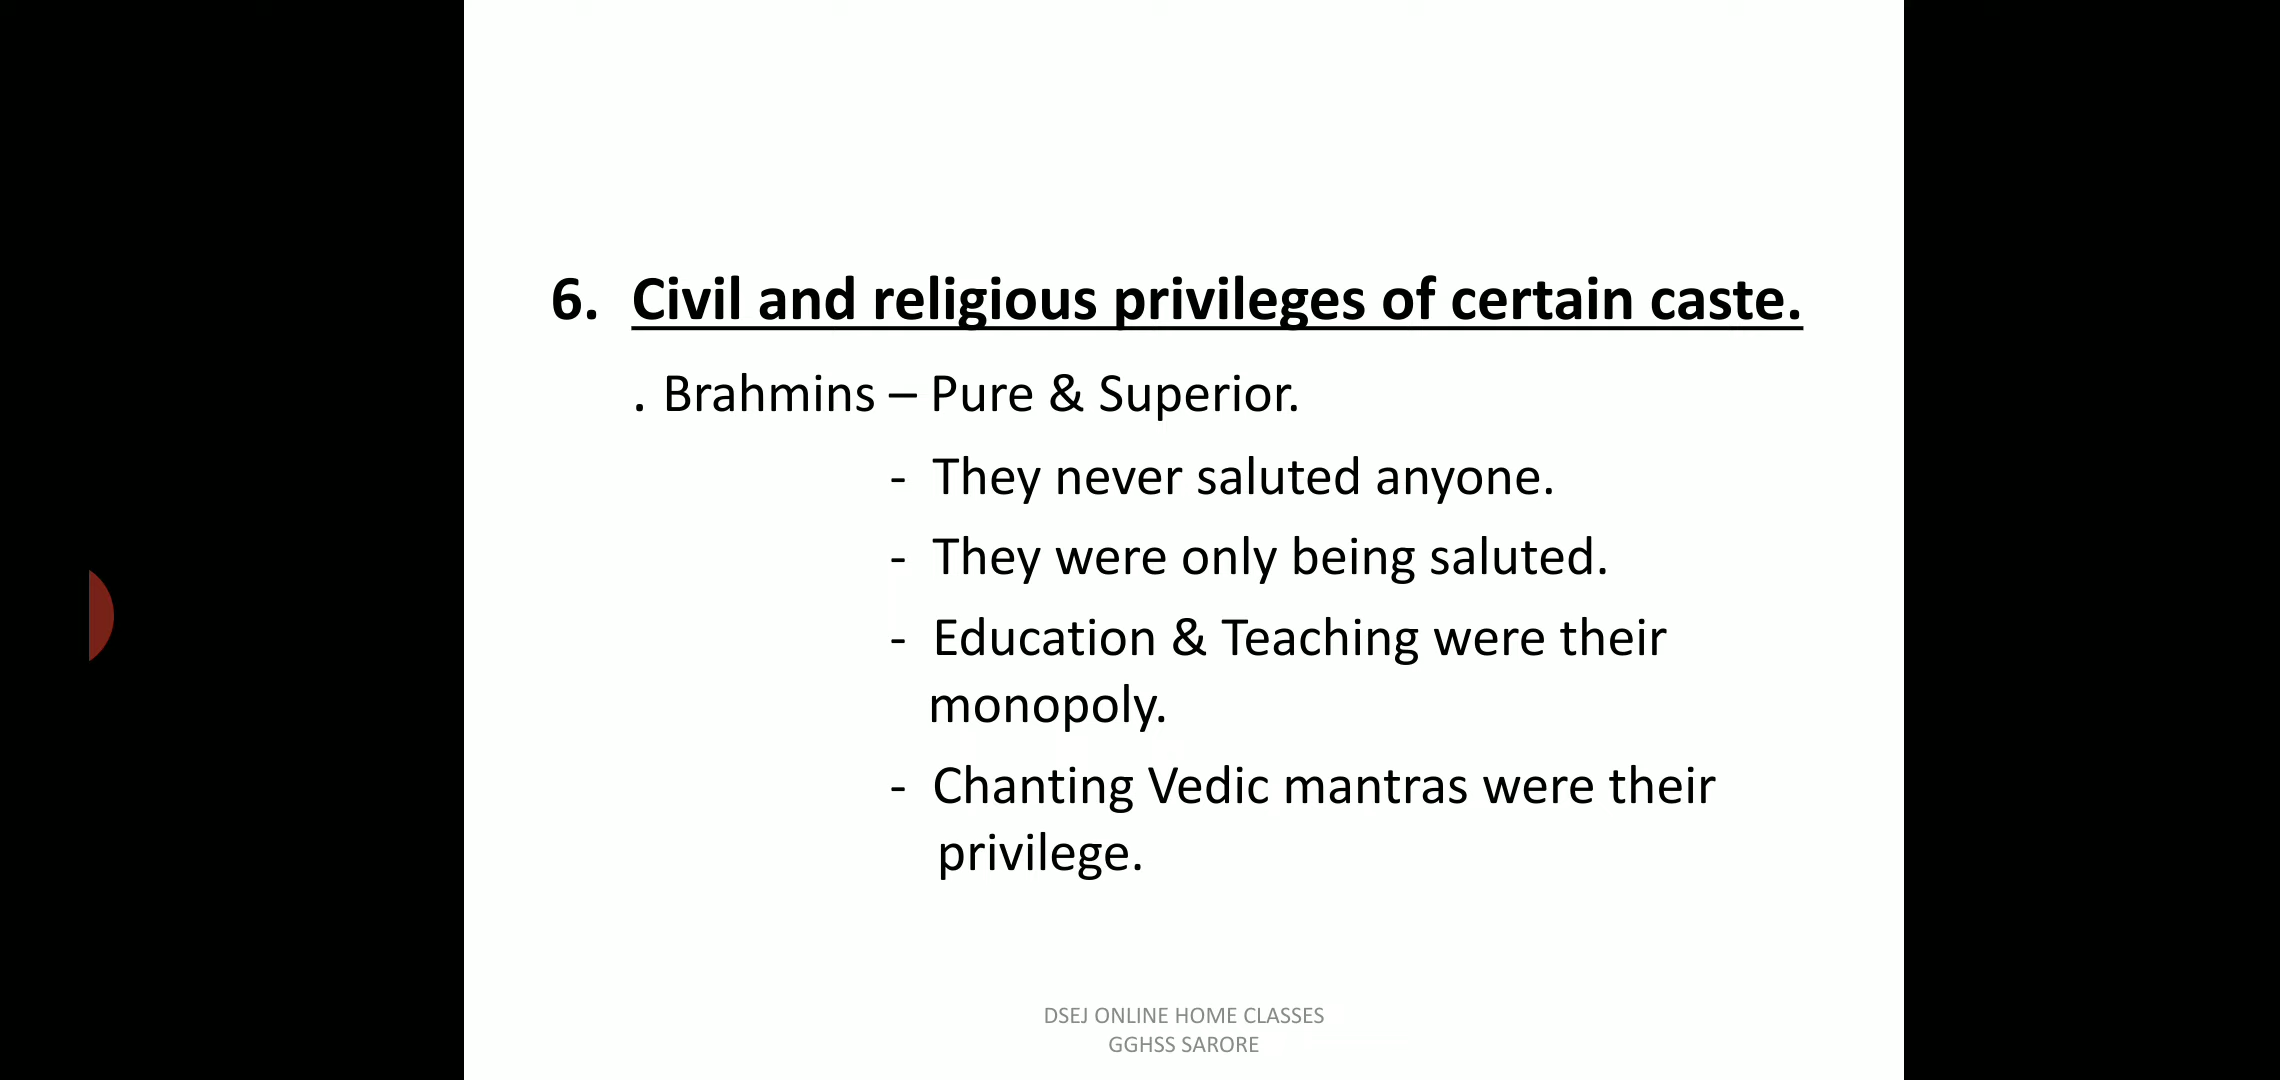 6. Civil and religious privileges of certain caste.
. Brahmins – Pure & Superior.
- They never saluted anyone.
- They were only being saluted.
- Education & Teaching were their
monopoly.
- Chanting Vedic mantras were their
privilege.
DSEJ ONLINE HOME CLASSES
GGHSS SARORE